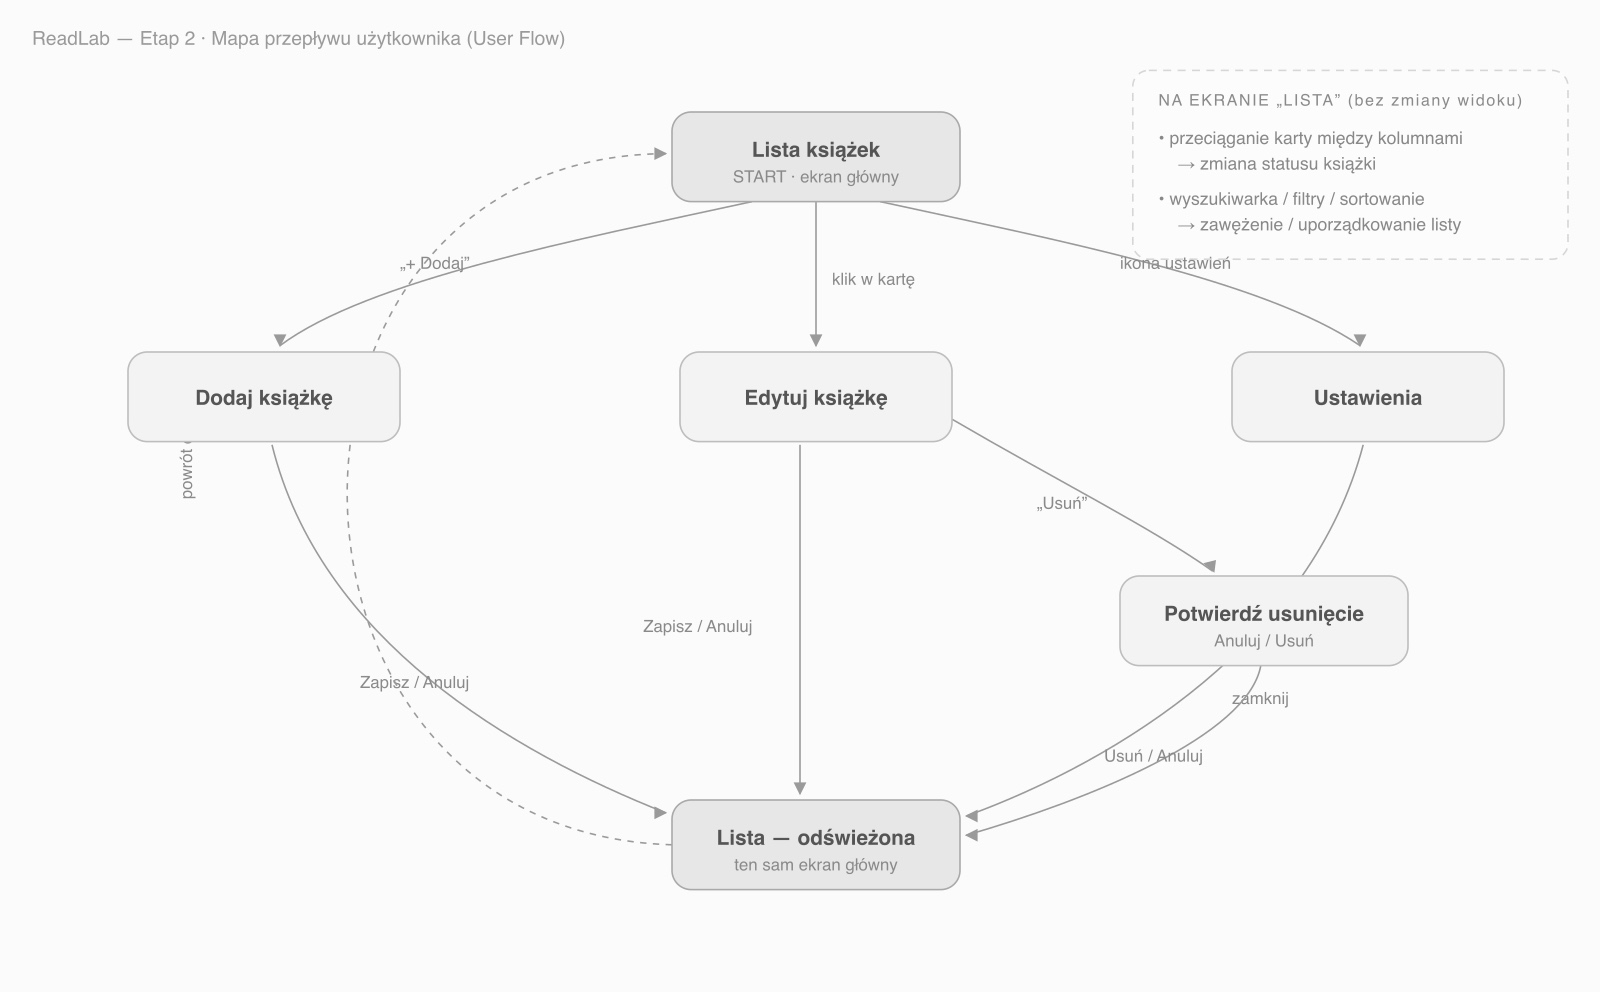 ReadLab — Etap 2 · Mapa przepływu użytkownika (User Flow)
NA EKRANIE „LISTA” (bez zmiany widoku)
• przeciąganie karty między kolumnami
→ zmiana statusu książki
• wyszukiwarka / filtry / sortowanie
→ zawężenie / uporządkowanie listy
Lista książek
START · ekran główny
„+ Dodaj”
klik w kartę
ikona ustawień
Dodaj książkę
Edytuj książkę
Ustawienia
powrót
„Usuń”
Potwierdź usunięcie
Anuluj / Usuń
Zapisz / Anuluj
Zapisz / Anuluj
zamknij
Usuń / Anuluj
Lista — odświeżona
ten sam ekran główny